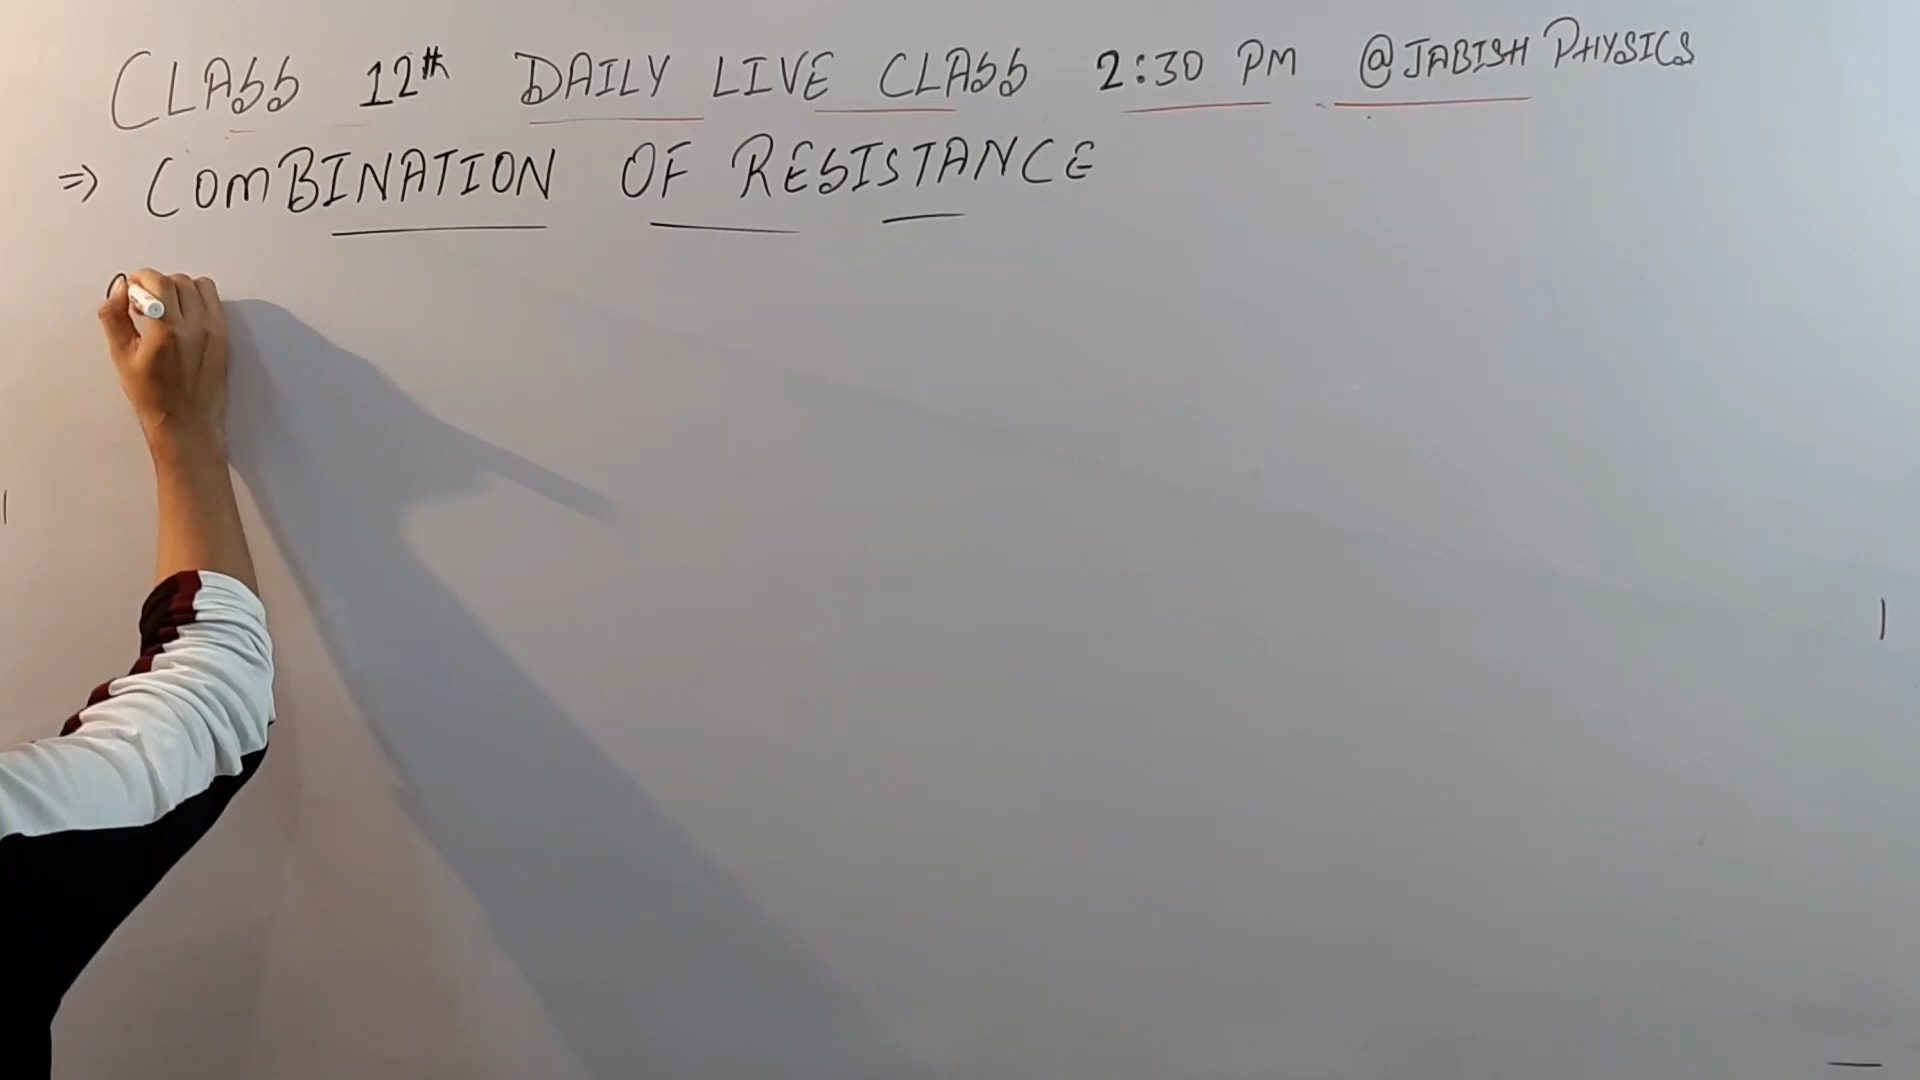 CLASS 12th DAILY LIVE CLASS 2:30 PM @JABISH PHYSICS
⇒ COMBINATION OF RESISTANCE